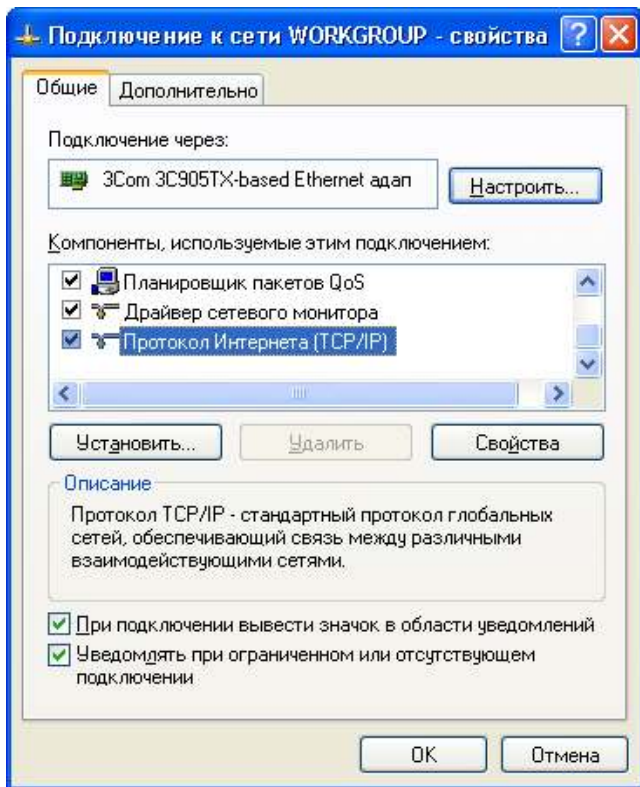 Подключение к сети WORKGROUP - свойства
Общие
Дополнительно
Подключение через:
3Com 3C905TX-based Ethernet адап
Настроить...
Компоненты, используемые этим подключением:
Планировщик пакетов QoS
Драйвер сетевого монитора
Протокол Интернета (TCP/IP)
Установить...
Удалить
Свойства
Описание
Протокол TCP/IP - стандартный протокол глобальных
сетей, обеспечивающий связь между различными
взаимодействующими сетями.
При подключении вывести значок в области уведомлений
Уведомлять при ограниченном или отсутствующем
подключении
OK
Отмена